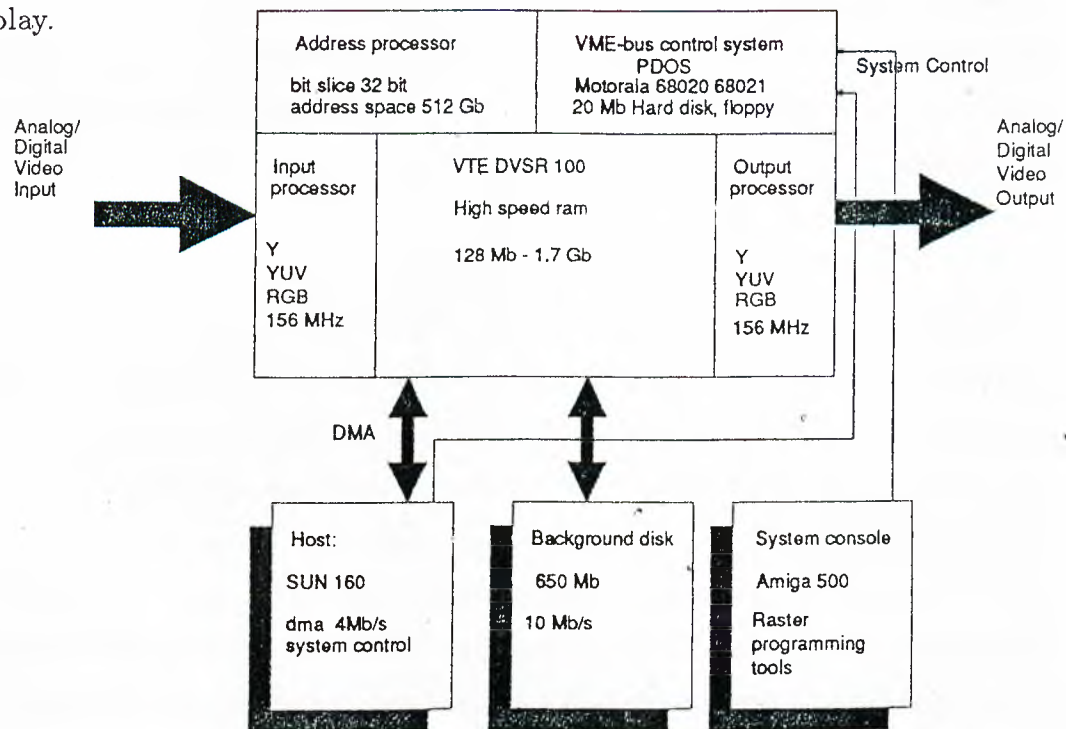 play.
Address processor
bit slice 32 bit
address space 512 Gb
VME-bus control system
PDOS
Motorala 68020 68021
20 Mb Hard disk, floppy
System Control
Analog/
Digital
Video
Input
Input
processor
Y
YUV
RGB
156 MHz
VTE DVSR 100
High speed ram
128 Mb - 1.7 Gb
Output
processor
Y
YUV
RGB
156 MHz
Analog/
Digital
Video
Output
DMA
Host:
SUN 160
dma 4Mb/s
system control
Background disk
650 Mb
10 Mb/s
System console
Amiga 500
Raster
programming
tools